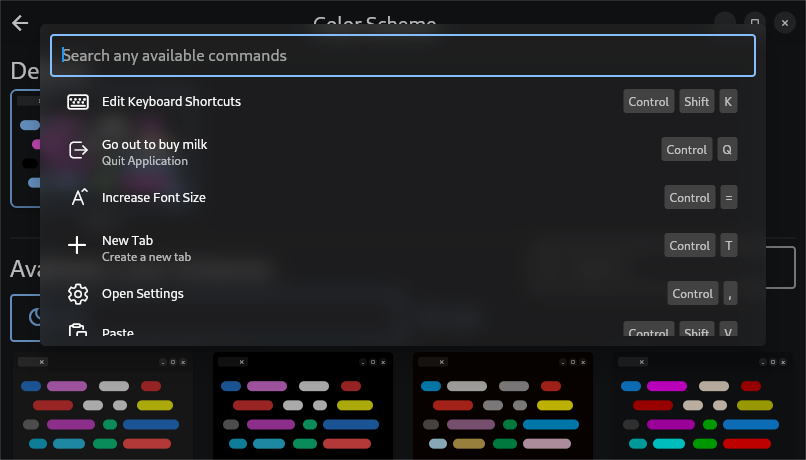 Color Scheme
Search any available commands
De
Edit Keyboard Shortcuts Control Shift K
Go out to buy milk
Quit Application Control Q
Increase Font Size Control =
New Tab
Create a new tab Control T
Ava
Open Settings Control ,
Paste Control Shift V